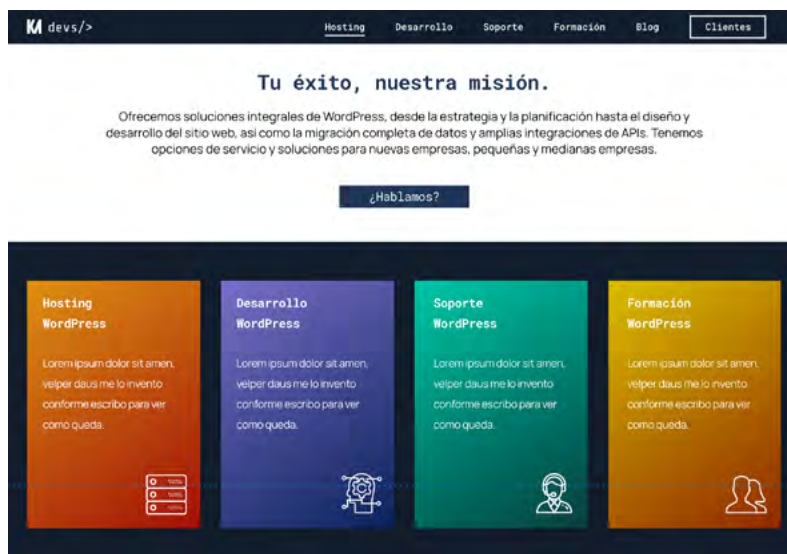 KM devs/>
Hosting
Desarrollo
Soporte
Formación
Blog
Clientes
Tu éxito, nuestra misión.
Ofrecemos soluciones integrales de WordPress, desde la estrategia y la planificación hasta el diseño y
desarrollo del sitio web, asi como la migración completa de datos y amplias integraciones de APIs. Tenemos
opciones de servicio y soluciones para nuevas empresas, pequeñas y medianas empresas.
¿Hablamos?
Hosting
WordPress
Lorem ipsum dolor sit amen,
velper daus me lo invento
conforme escribo para ver
como queda.
Desarrollo
WordPress
Lorem ipsum dolor sit amen,
velper daus me lo invento
conforme escribo para ver
como queda.
Soporte
WordPress
Lorem ipsum dolor sit amen,
velper daus me lo invento
conforme escribo para ver
como queda.
Formación
WordPress
Lorem ipsum dolor sit amen,
velper daus me lo invento
conforme escribo para ver
como queda.